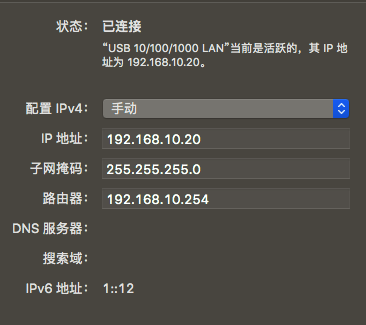 状态： 已连接
“USB 10/100/1000 LAN”当前是活跃的，其 IP 地
址为 192.168.10.20。
配置 IPv4： 手动
IP 地址： 192.168.10.20
子网掩码： 255.255.255.0
路由器： 192.168.10.254
DNS 服务器：
搜索域：
IPv6 地址： 1::12